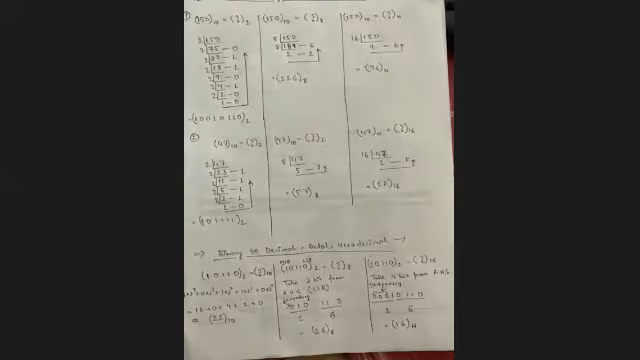 ① (150)₁₀ = (?)₂
2 150
2 75 – 0
2 37 – 1
2 18 – 1
2 9 – 0
2 4 – 1
2 2 – 0
1 – 0
= (10010110)₂
(150)₁₀ = (?)₈
8 150
8 18 – 6
2 – 2
= (226)₈
(150)₁₀ = (?)H
16 150
9 – 6
= (96)H
②
(47)₁₀ = (?)₂
2 47
2 23 – 1
2 11 – 1
2 5 – 1
2 2 – 1
1 – 0
= (101111)₂
(47)₁₀ = (?)
8 47
5 – 7
= (57)₈
(47)₁₀ = (?)₁₆
16 47
2 – F
= (2F)₁₆
⇒ Binary to Decimal, Octal, Hexadecimal →
(10110)₂ = (?)₁₀
= 16+0+4+2+0
= (22)₁₀
(10110)₂ = (?)₈
Take 3 bit from
010 110
2 6
= (26)₈
(10110)₂ = (?)₁₆
Take 4 bit from R.H.S.
1 6
= (16)H